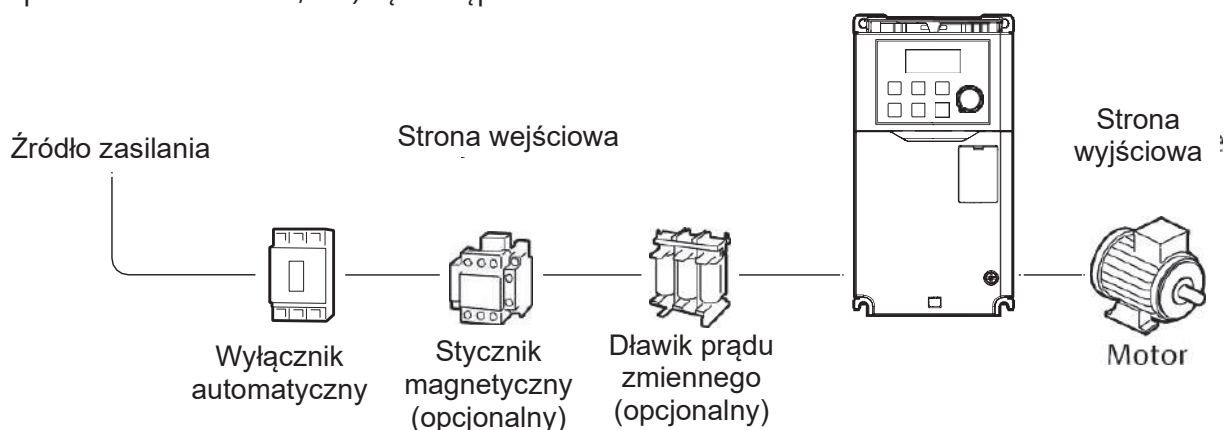 Źródło zasilania
Strona wejściowa
Strona
wyjściowa
Wyłącznik
automatyczny
Stycznik
magnetyczny
(opcjonalny)
Dławik prądu
zmiennego
(opcjonalny)
Motor